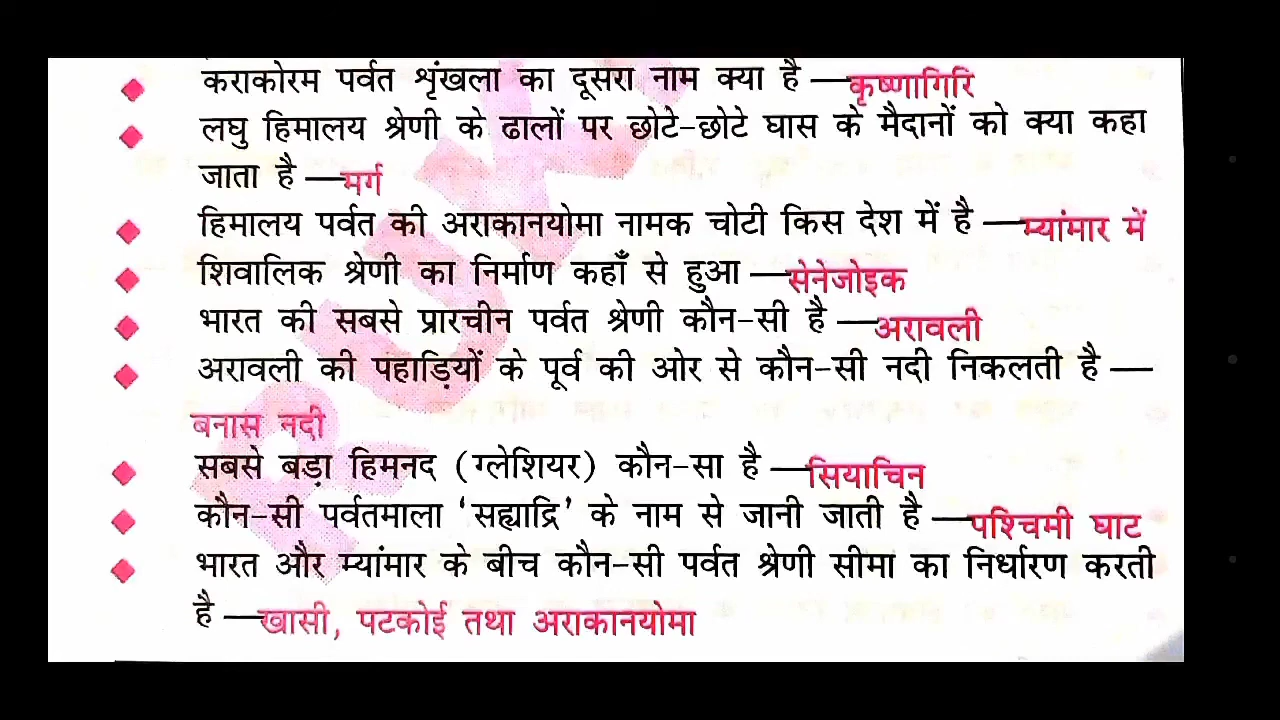 कराकोरम पर्वत शृंखला का दूसरा नाम क्या है —कृष्णागिरि
लघु हिमालय श्रेणी के ढालों पर छोटे-छोटे घास के मैदानों को क्या कहा
जाता है —मर्ग
हिमालय पर्वत की अराकानयोमा नामक चोटी किस देश में है —म्यांमार में
शिवालिक श्रेणी का निर्माण कहाँ से हुआ —सेनेजोइक
भारत की सबसे प्रारचीन पर्वत श्रेणी कौन-सी है —अरावली
अरावली की पहाड़ियों के पूर्व की ओर से कौन-सी नदी निकलती है —
बनास नदी
सबसे बड़ा हिमनद (ग्लेशियर) कौन-सा है —सियाचिन
कौन-सी पर्वतमाला ‘सह्याद्रि’ के नाम से जानी जाती है —पश्चिमी घाट
भारत और म्यांमार के बीच कौन-सी पर्वत श्रेणी सीमा का निर्धारण करती
है —खासी, पटकोई तथा अराकानयोमा